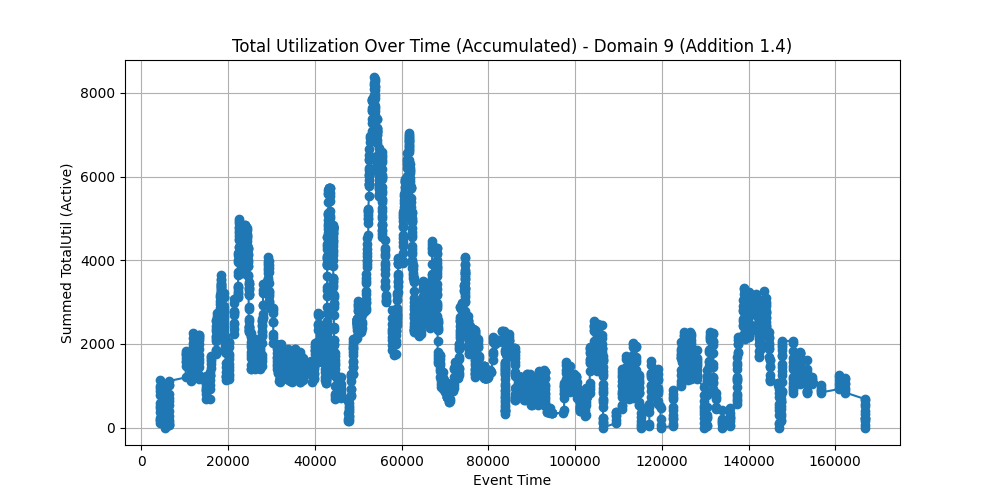 Total Utilization Over Time (Accumulated) - Domain 9 (Addition 1.4)
Summed TotalUtil (Active)
8000
6000
4000
2000
0
0 20000 40000 60000 80000 100000 120000 140000 160000
Event Time